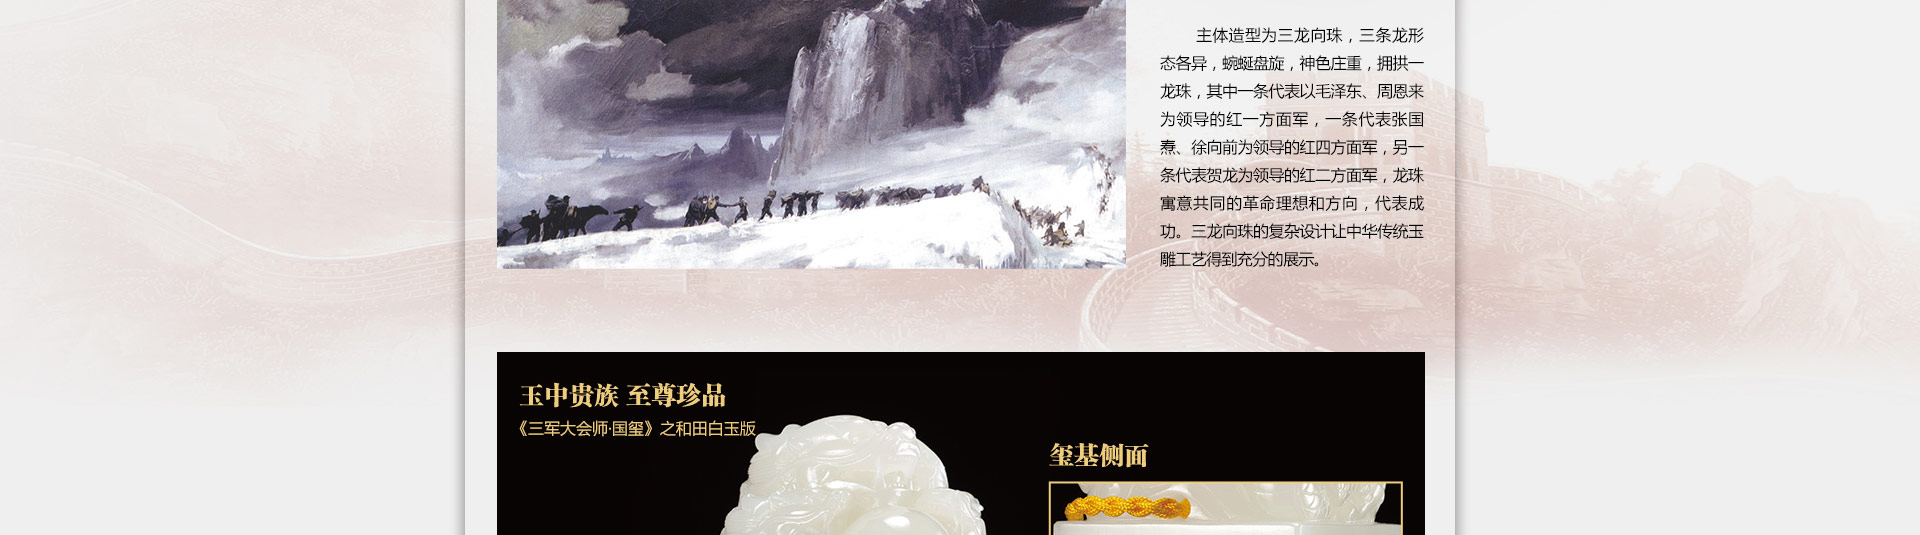 主体造型为三龙向珠，三条龙形
态各异，蜿蜒盘旋，神色庄重，拥拱一
龙珠，其中一条代表以毛泽东、周恩来
为领导的红一方面军，一条代表张国
焘、徐向前为领导的红四方面军，另一
条代表贺龙为领导的红二方面军，龙珠
寓意共同的革命理想和方向，代表成
功。三龙向珠的复杂设计让中华传统玉
雕工艺得到充分的展示。
玉中贵族 至尊珍品
《三军大会师·国玺》之和田白玉版
玺基侧面